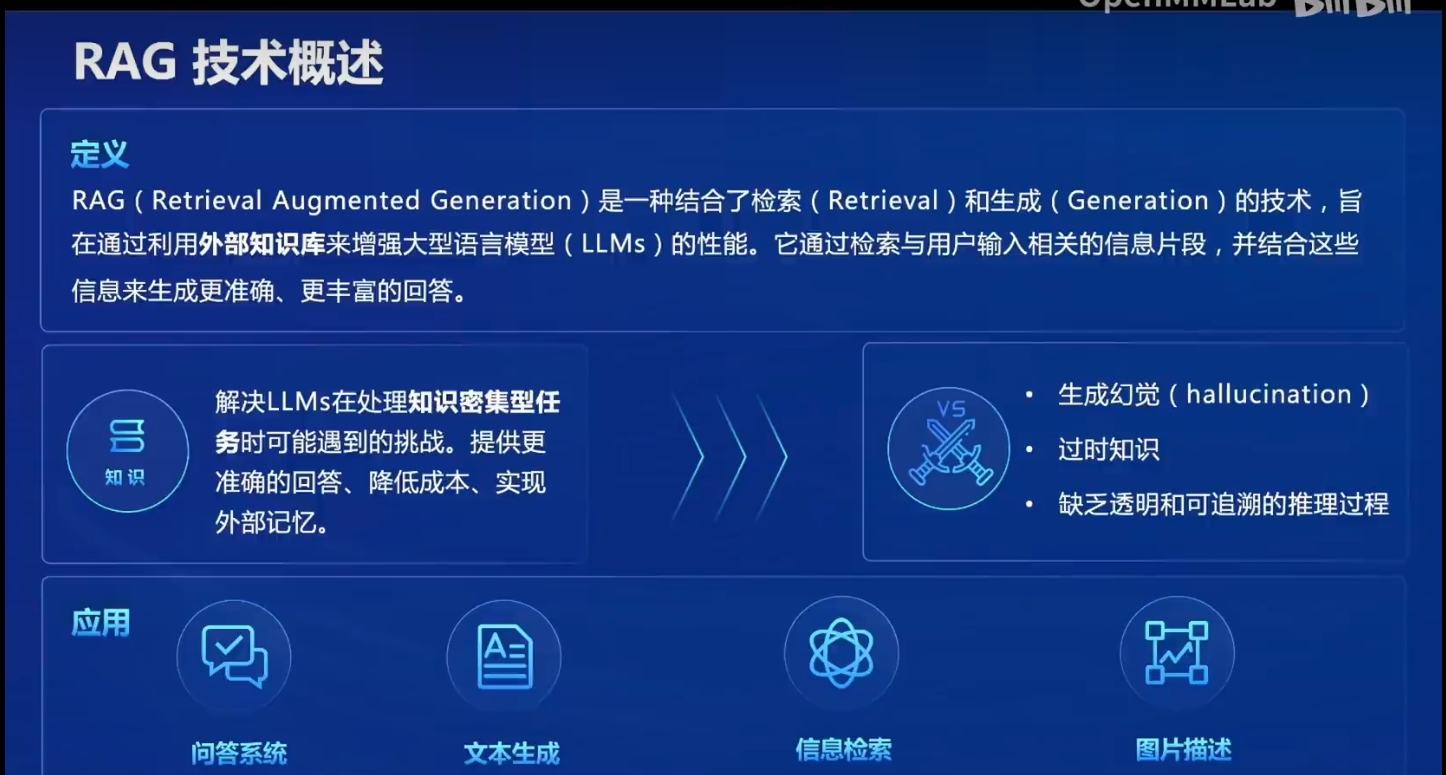 OpenMMLab bilibili
RAG 技术概述
定义
RAG（Retrieval Augmented Generation）是一种结合了检索（Retrieval）和生成（Generation）的技术，旨
在通过利用外部知识库来增强大型语言模型（LLMs）的性能。它通过检索与用户输入相关的信息片段，并结合这些
信息来生成更准确、更丰富的回答。
知识
解决LLMs在处理知识密集型任
务时可能遇到的挑战。提供更
准确的回答、降低成本、实现
外部记忆。
VS
• 生成幻觉（hallucination）
• 过时知识
• 缺乏透明和可追溯的推理过程
应用
A
问答系统
文本生成
信息检索
图片描述